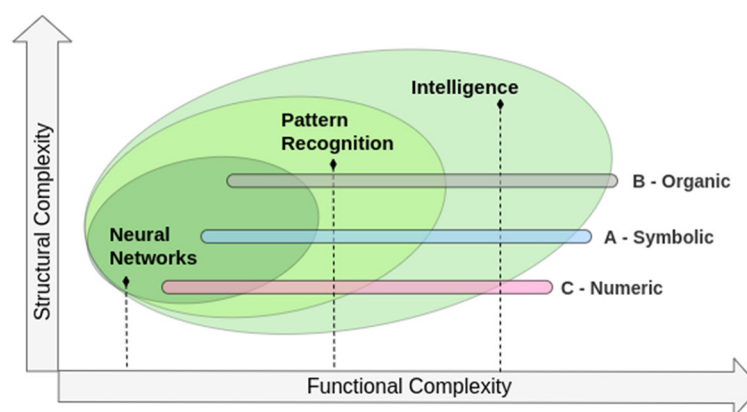 Structural Complexity
Intelligence
Pattern
Recognition
B - Organic
Neural
Networks
A - Symbolic
C - Numeric
Functional Complexity